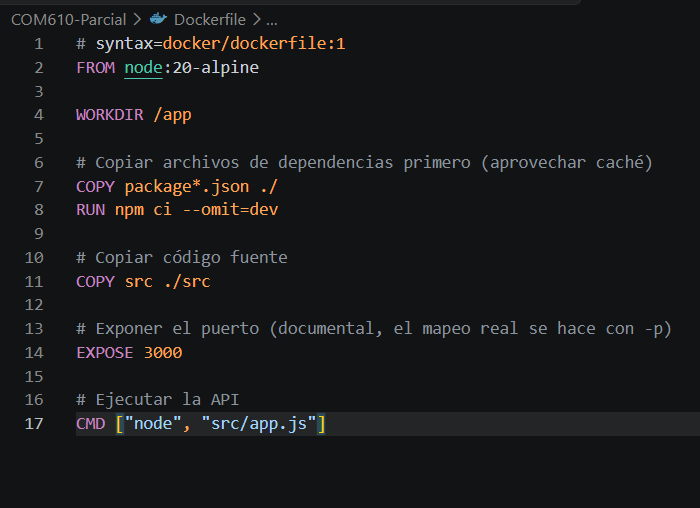 COM610-Parcial > Dockerfile > ...
1 # syntax=docker/dockerfile:1
2 FROM node:20-alpine
3
4 WORKDIR /app
5
6 # Copiar archivos de dependencias primero (aprovechar caché)
7 COPY package*.json ./
8 RUN npm ci --omit=dev
9
10 # Copiar código fuente
11 COPY src ./src
12
13 # Exponer el puerto (documental, el mapeo real se hace con -p)
14 EXPOSE 3000
15
16 # Ejecutar la API
17 CMD ["node", "src/app.js"]